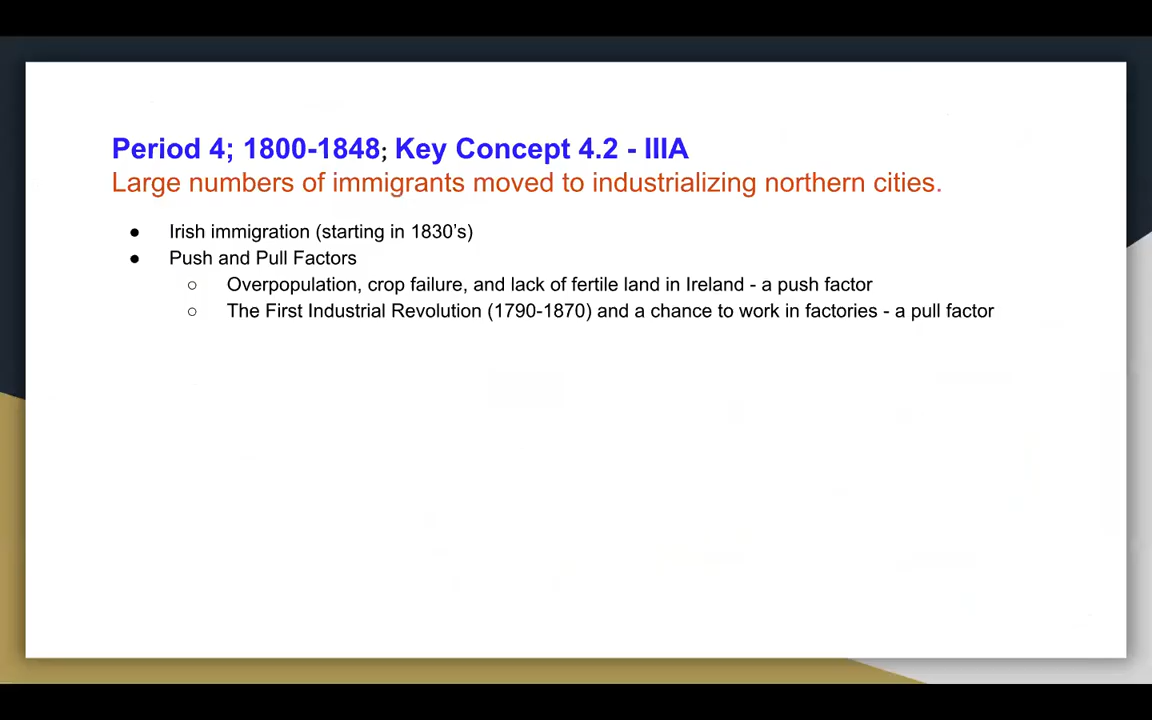 Period 4; 1800-1848; Key Concept 4.2 - IIIA
Large numbers of immigrants moved to industrializing northern cities.
● Irish immigration (starting in 1830's)
● Push and Pull Factors
○ Overpopulation, crop failure, and lack of fertile land in Ireland - a push factor
○ The First Industrial Revolution (1790-1870) and a chance to work in factories - a pull factor